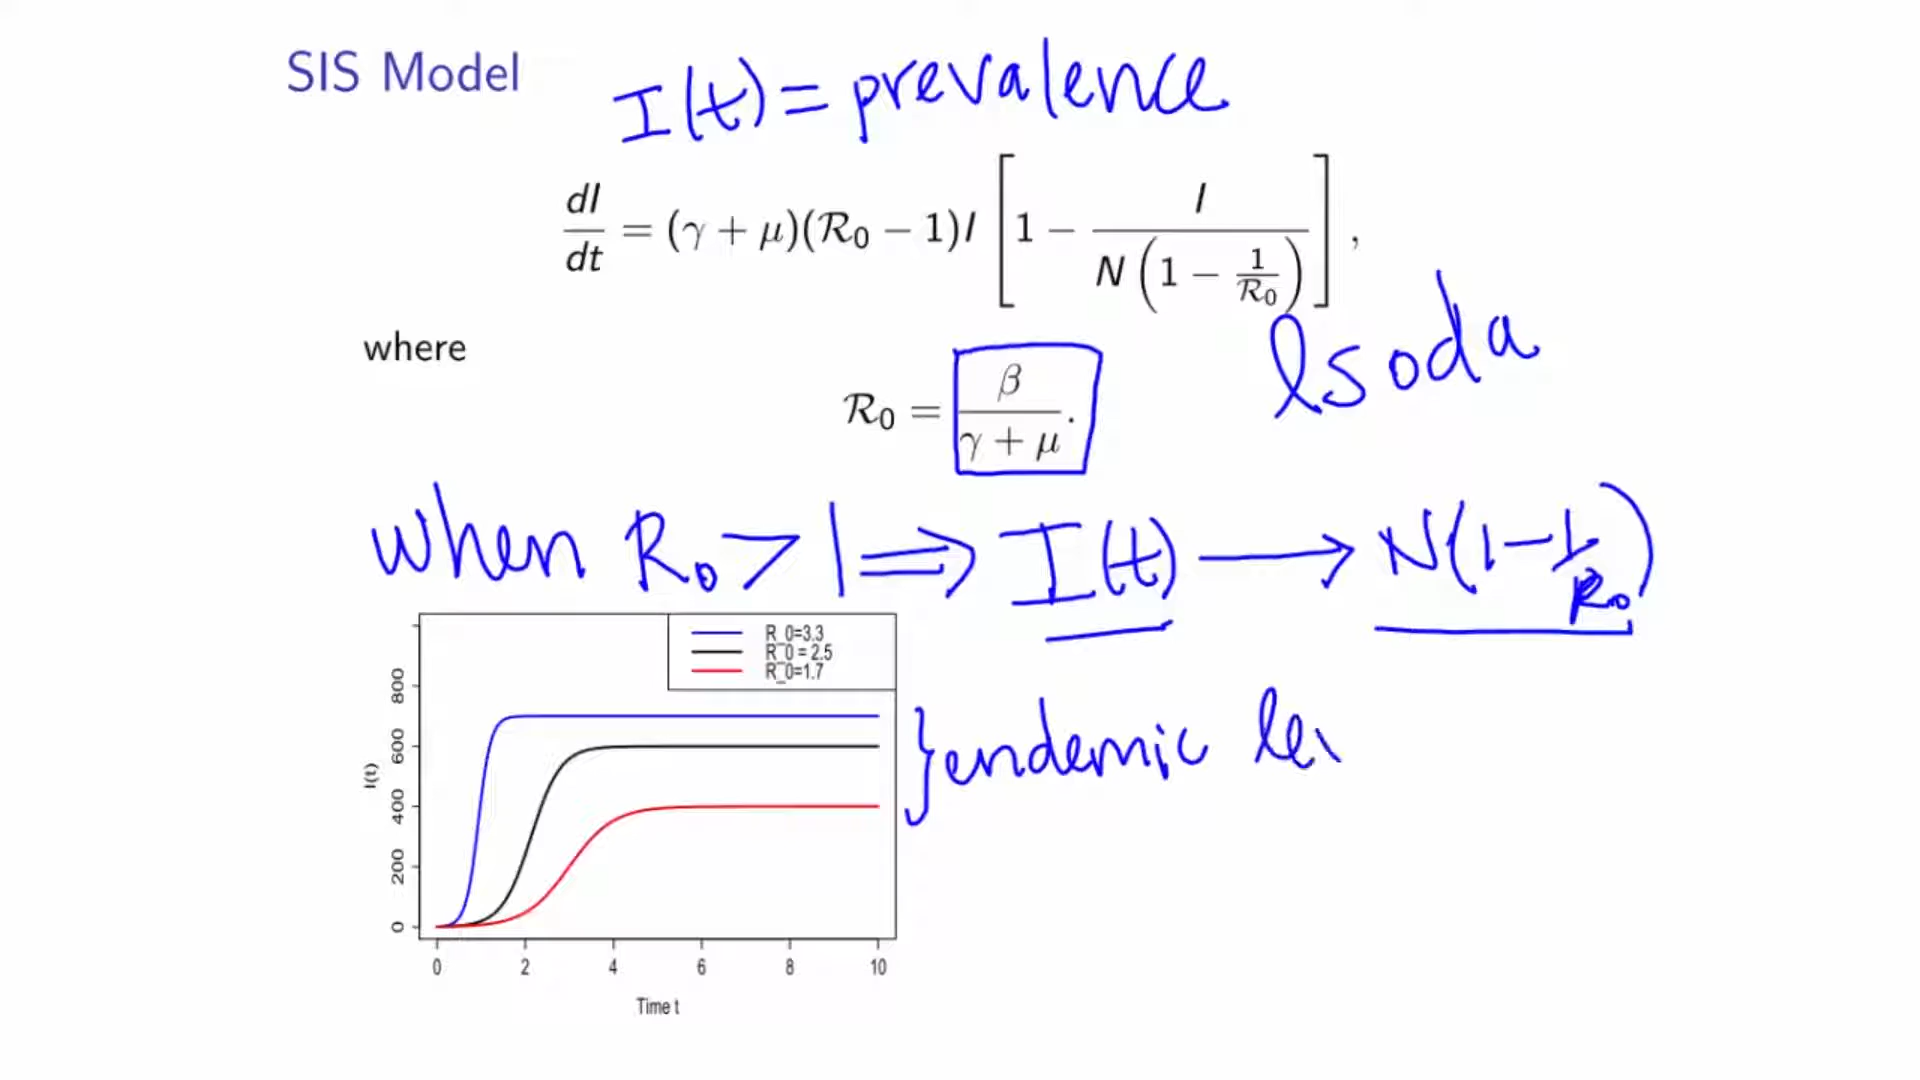 SIS Model
I(t) = prevalence
dI/dt = (γ + μ)(R₀ − 1)I [1 − I / (N(1 − 1/R₀))],
where
lsoda
R₀ = β/(γ + μ).
When R₀ > 1 ⇒ I(t) → N(1 − 1/R₀)
R_0=3.3
R_0 = 2.5
R_0=1.7
} endemic lev
I(t)
800
600
400
200
0
0 2 4 6 8 10
Time t